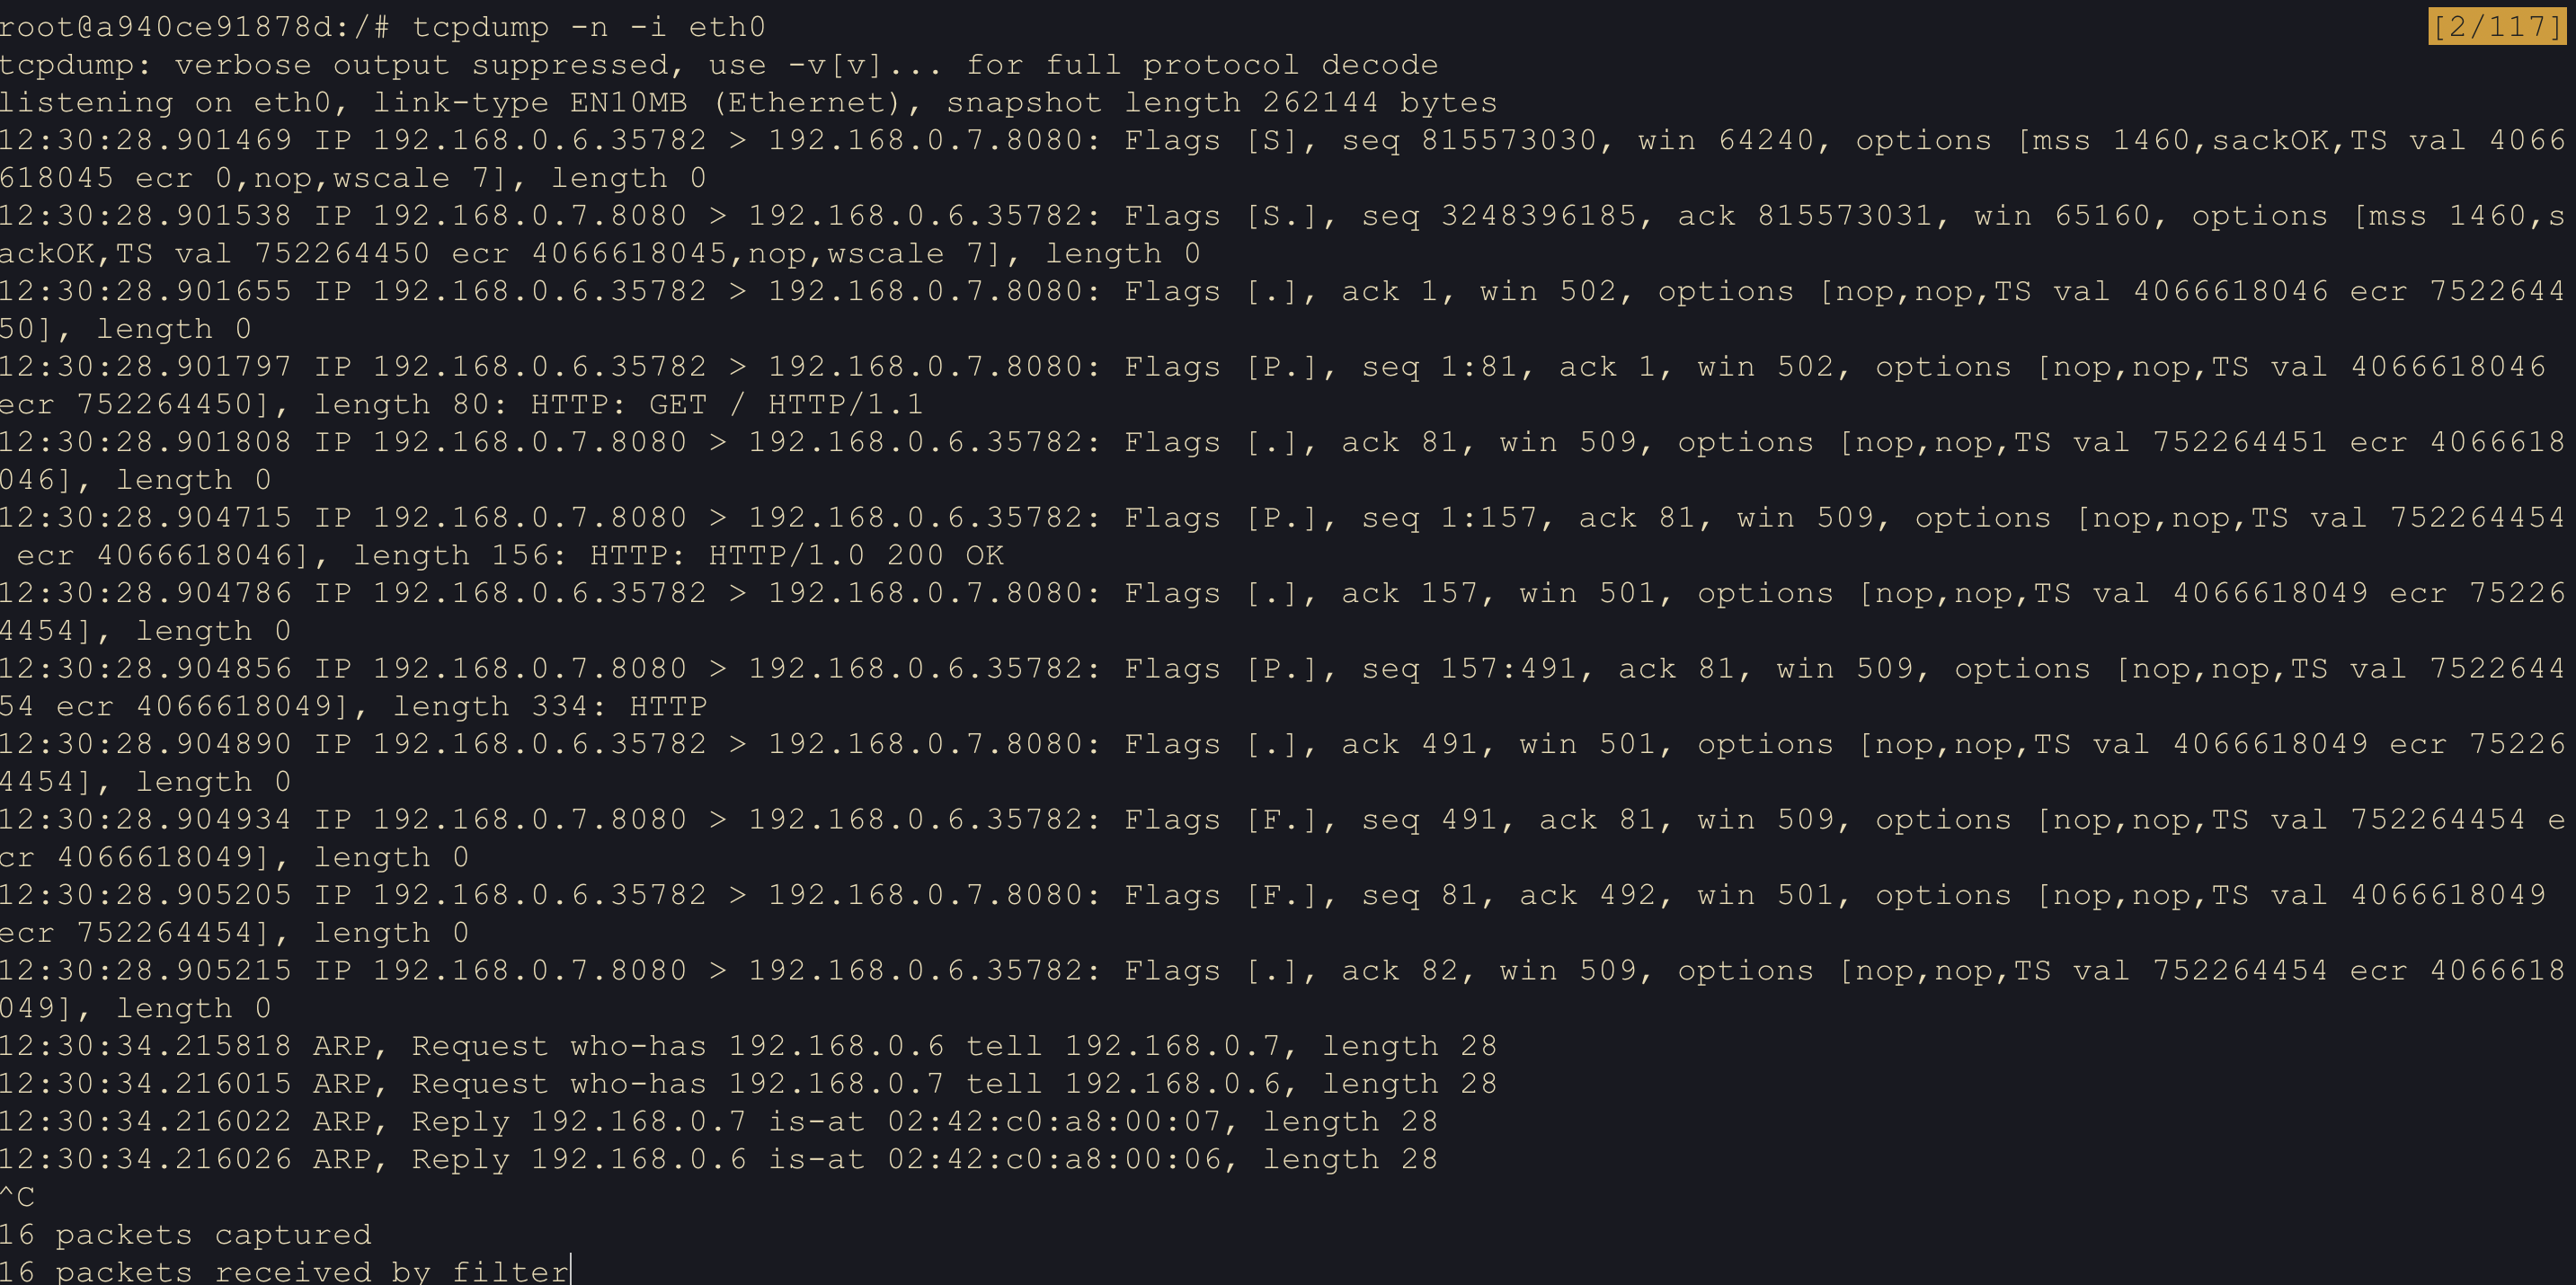 root@a940ce91878d:/# tcpdump -n -i eth0 [2/117]
tcpdump: verbose output suppressed, use -v[v]... for full protocol decode
listening on eth0, link-type EN10MB (Ethernet), snapshot length 262144 bytes
12:30:28.901469 IP 192.168.0.6.35782 > 192.168.0.7.8080: Flags [S], seq 815573030, win 64240, options [mss 1460,sackOK,TS val 4066
618045 ecr 0,nop,wscale 7], length 0
12:30:28.901538 IP 192.168.0.7.8080 > 192.168.0.6.35782: Flags [S.], seq 3248396185, ack 815573031, win 65160, options [mss 1460,s
ackOK,TS val 752264450 ecr 4066618045,nop,wscale 7], length 0
12:30:28.901655 IP 192.168.0.6.35782 > 192.168.0.7.8080: Flags [.], ack 1, win 502, options [nop,nop,TS val 4066618046 ecr 7522644
50], length 0
12:30:28.901797 IP 192.168.0.6.35782 > 192.168.0.7.8080: Flags [P.], seq 1:81, ack 1, win 502, options [nop,nop,TS val 4066618046
ecr 752264450], length 80: HTTP: GET / HTTP/1.1
12:30:28.901808 IP 192.168.0.7.8080 > 192.168.0.6.35782: Flags [.], ack 81, win 509, options [nop,nop,TS val 752264451 ecr 4066618
046], length 0
12:30:28.904715 IP 192.168.0.7.8080 > 192.168.0.6.35782: Flags [P.], seq 1:157, ack 81, win 509, options [nop,nop,TS val 752264454
 ecr 4066618046], length 156: HTTP: HTTP/1.0 200 OK
12:30:28.904786 IP 192.168.0.6.35782 > 192.168.0.7.8080: Flags [.], ack 157, win 501, options [nop,nop,TS val 4066618049 ecr 75226
4454], length 0
12:30:28.904856 IP 192.168.0.7.8080 > 192.168.0.6.35782: Flags [P.], seq 157:491, ack 81, win 509, options [nop,nop,TS val 7522644
54 ecr 4066618049], length 334: HTTP
12:30:28.904890 IP 192.168.0.6.35782 > 192.168.0.7.8080: Flags [.], ack 491, win 501, options [nop,nop,TS val 4066618049 ecr 75226
4454], length 0
12:30:28.904934 IP 192.168.0.7.8080 > 192.168.0.6.35782: Flags [F.], seq 491, ack 81, win 509, options [nop,nop,TS val 752264454 e
cr 4066618049], length 0
12:30:28.905205 IP 192.168.0.6.35782 > 192.168.0.7.8080: Flags [F.], seq 81, ack 492, win 501, options [nop,nop,TS val 4066618049
ecr 752264454], length 0
12:30:28.905215 IP 192.168.0.7.8080 > 192.168.0.6.35782: Flags [.], ack 82, win 509, options [nop,nop,TS val 752264454 ecr 4066618
049], length 0
12:30:34.215818 ARP, Request who-has 192.168.0.6 tell 192.168.0.7, length 28
12:30:34.216015 ARP, Request who-has 192.168.0.7 tell 192.168.0.6, length 28
12:30:34.216022 ARP, Reply 192.168.0.7 is-at 02:42:c0:a8:00:07, length 28
12:30:34.216026 ARP, Reply 192.168.0.6 is-at 02:42:c0:a8:00:06, length 28
^C
16 packets captured
16 packets received by filter